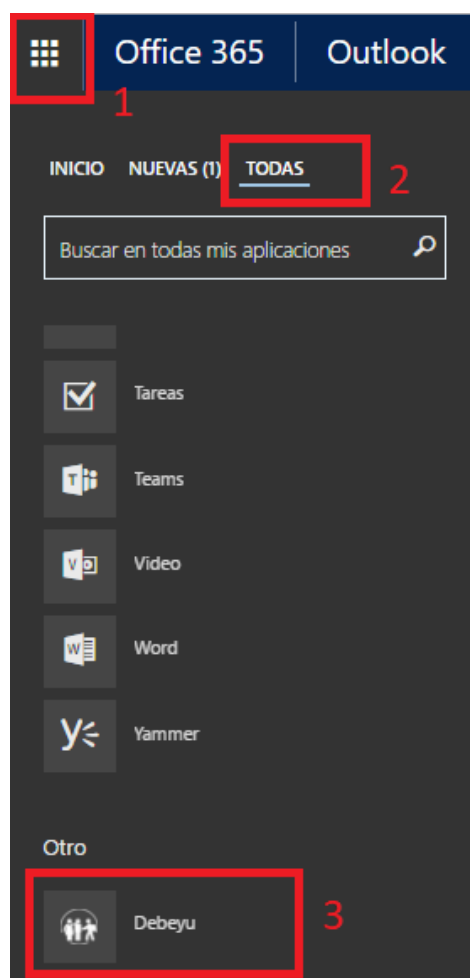 Office 365 Outlook
1
INICIO NUEVAS (1) TODAS
2
Buscar en todas mis aplicaciones
Tareas
Teams
Video
Word
Yammer
Otro
Debeyu
3